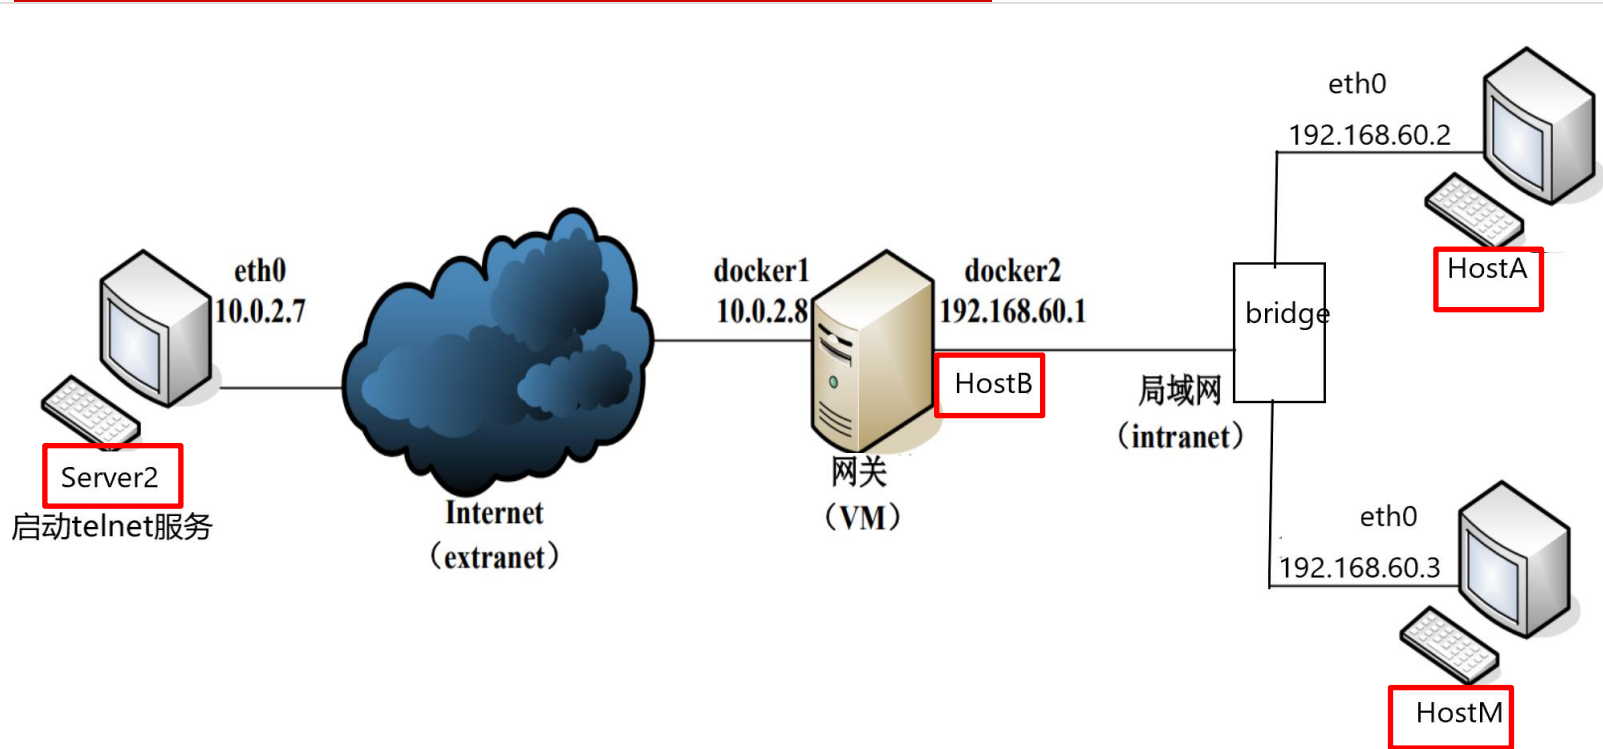 eth0
10.0.2.7
Server2
启动telnet服务
Internet
（extranet）
docker1
10.0.2.8
网关
（VM）
docker2
192.168.60.1
HostB
局域网
（intranet）
bridge
eth0
192.168.60.2
HostA
eth0
192.168.60.3
HostM